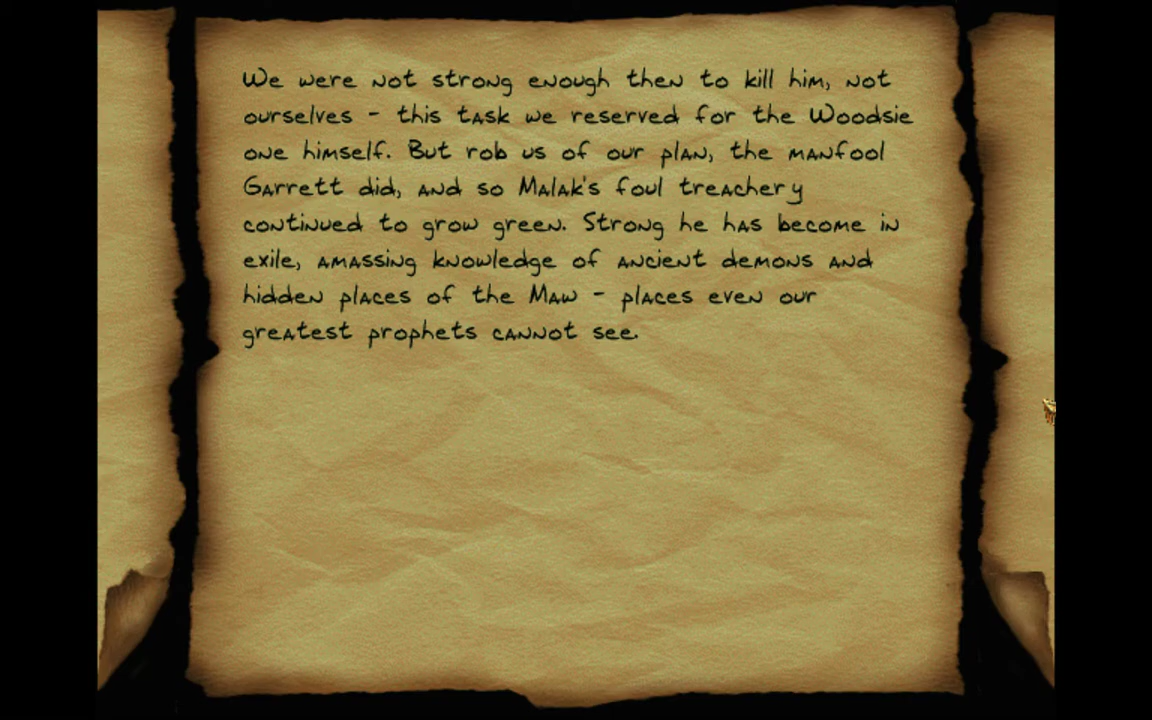 We were not strong enough then to kill him, not
ourselves - this task we reserved for the Woodsie
one himself. But rob us of our plan, the manfool
Garrett did, and so Malak's foul treachery
continued to grow green. Strong he has become in
exile, amassing knowledge of ancient demons and
hidden places of the Maw - places even our
greatest prophets cannot see.